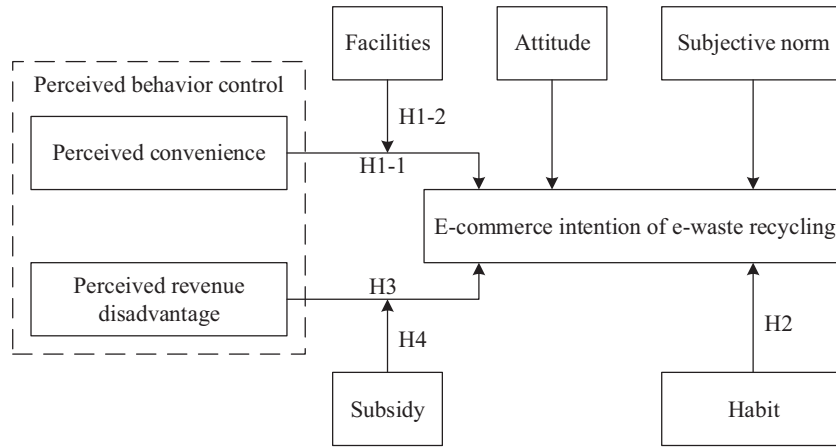 Facilities
Attitude
Subjective norm
Perceived behavior control
H1-2
Perceived convenience
H1-1
E-commerce intention of e-waste recycling
Perceived revenue
disadvantage
H3
H4
H2
Subsidy
Habit